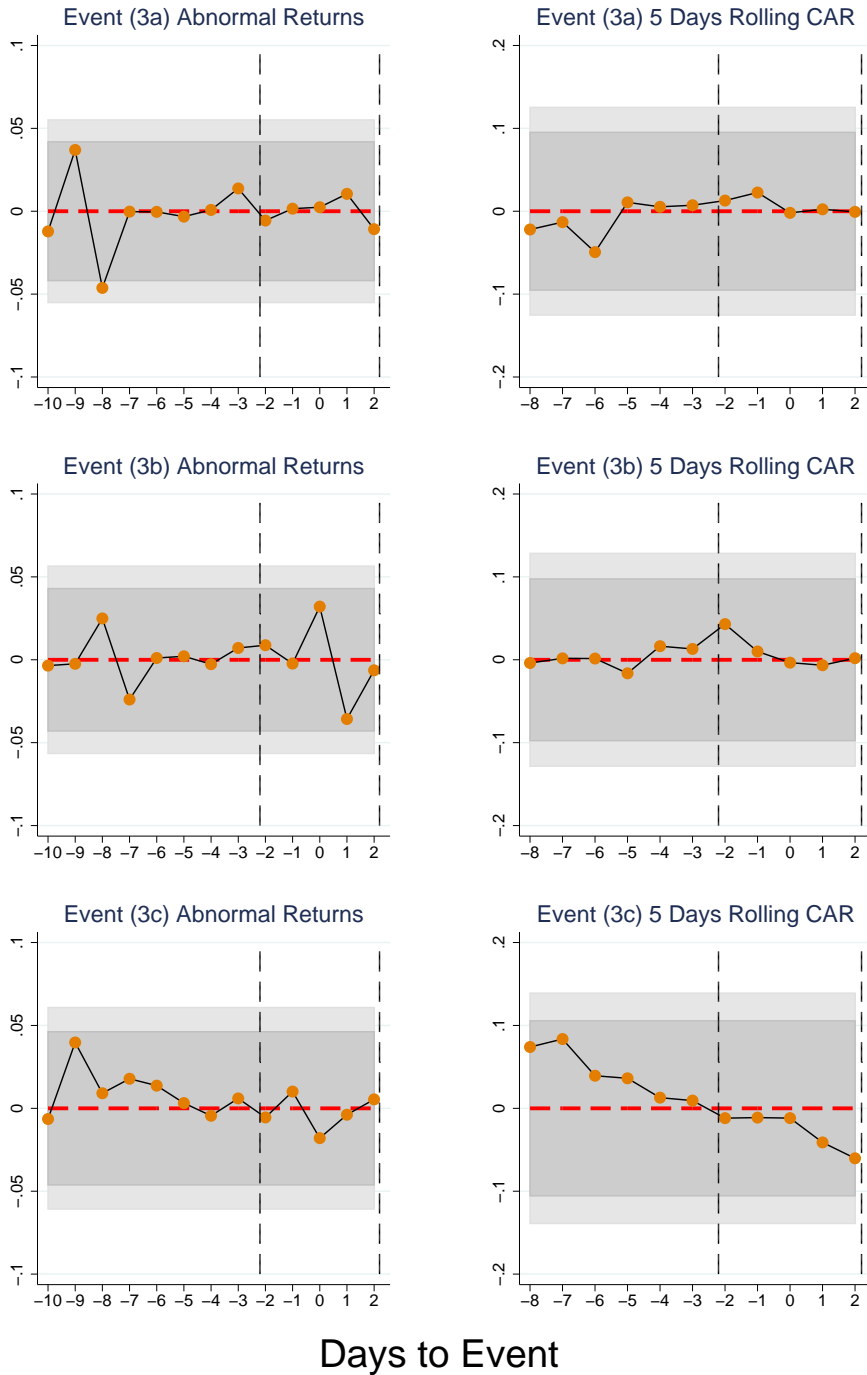 Event (3a) Abnormal Returns
.1
.05
0
-.05
-.1
−10 −9 −8 −7 −6 −5 −4 −3 −2 −1 0 1 2
Event (3a) 5 Days Rolling CAR
.2
.1
0
-.1
-.2
−8 −7 −6 −5 −4 −3 −2 −1 0 1 2
Event (3b) Abnormal Returns
.1
.05
0
-.05
-.1
−10 −9 −8 −7 −6 −5 −4 −3 −2 −1 0 1 2
Event (3b) 5 Days Rolling CAR
.2
.1
0
-.1
-.2
−8 −7 −6 −5 −4 −3 −2 −1 0 1 2
Event (3c) Abnormal Returns
.1
.05
0
-.05
-.1
−10 −9 −8 −7 −6 −5 −4 −3 −2 −1 0 1 2
Event (3c) 5 Days Rolling CAR
.2
.1
0
-.1
-.2
−8 −7 −6 −5 −4 −3 −2 −1 0 1 2
Days to Event